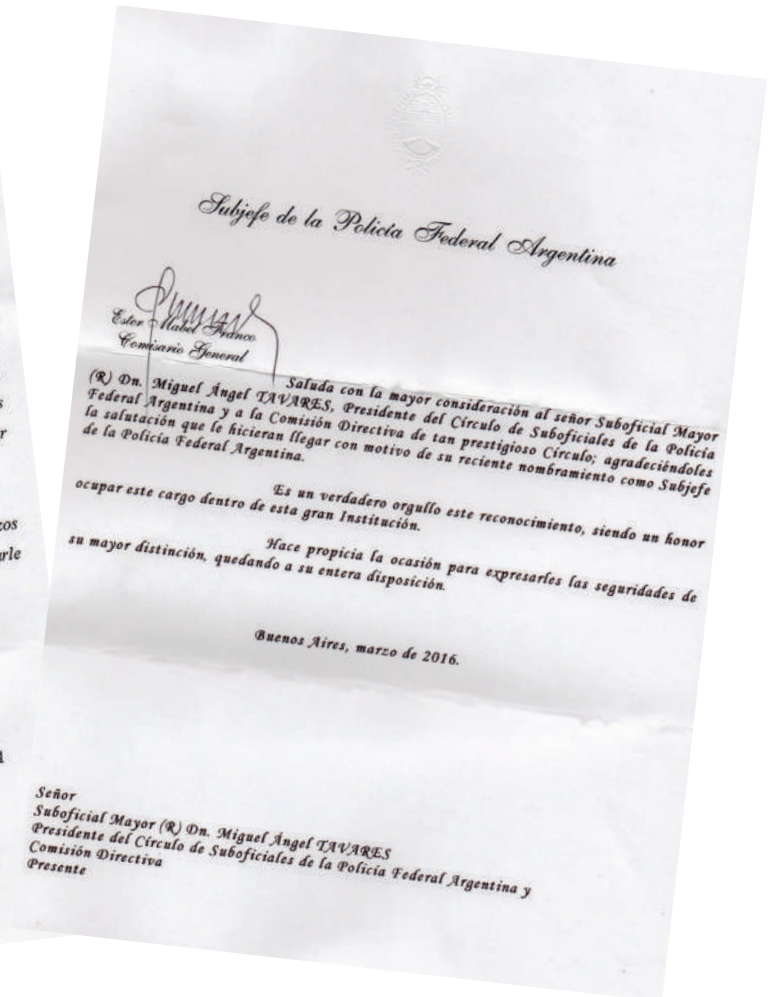 Subjefe de la Policía Federal Argentina
Ester Mabel Franco
Comisario General
Saluda con la mayor consideración al señor Suboficial Mayor
(R) Dn. Miguel Ángel TAVARES, Presidente del Círculo de Suboficiales de la Policía
Federal Argentina y a la Comisión Directiva de tan prestigioso Círculo; agradeciéndoles
la salutación que le hicieran llegar con motivo de su reciente nombramiento como Subjefe
de la Policía Federal Argentina.
Es un verdadero orgullo este reconocimiento, siendo un honor
ocupar este cargo dentro de esta gran Institución.
Hace propicia la ocasión para expresarles las seguridades de
su mayor distinción, quedando a su entera disposición.
Buenos Aires, marzo de 2016.
Señor
Suboficial Mayor (R) Dn. Miguel Ángel TAVARES
Presidente del Círculo de Suboficiales de la Policía Federal Argentina y
Comisión Directiva
Presente